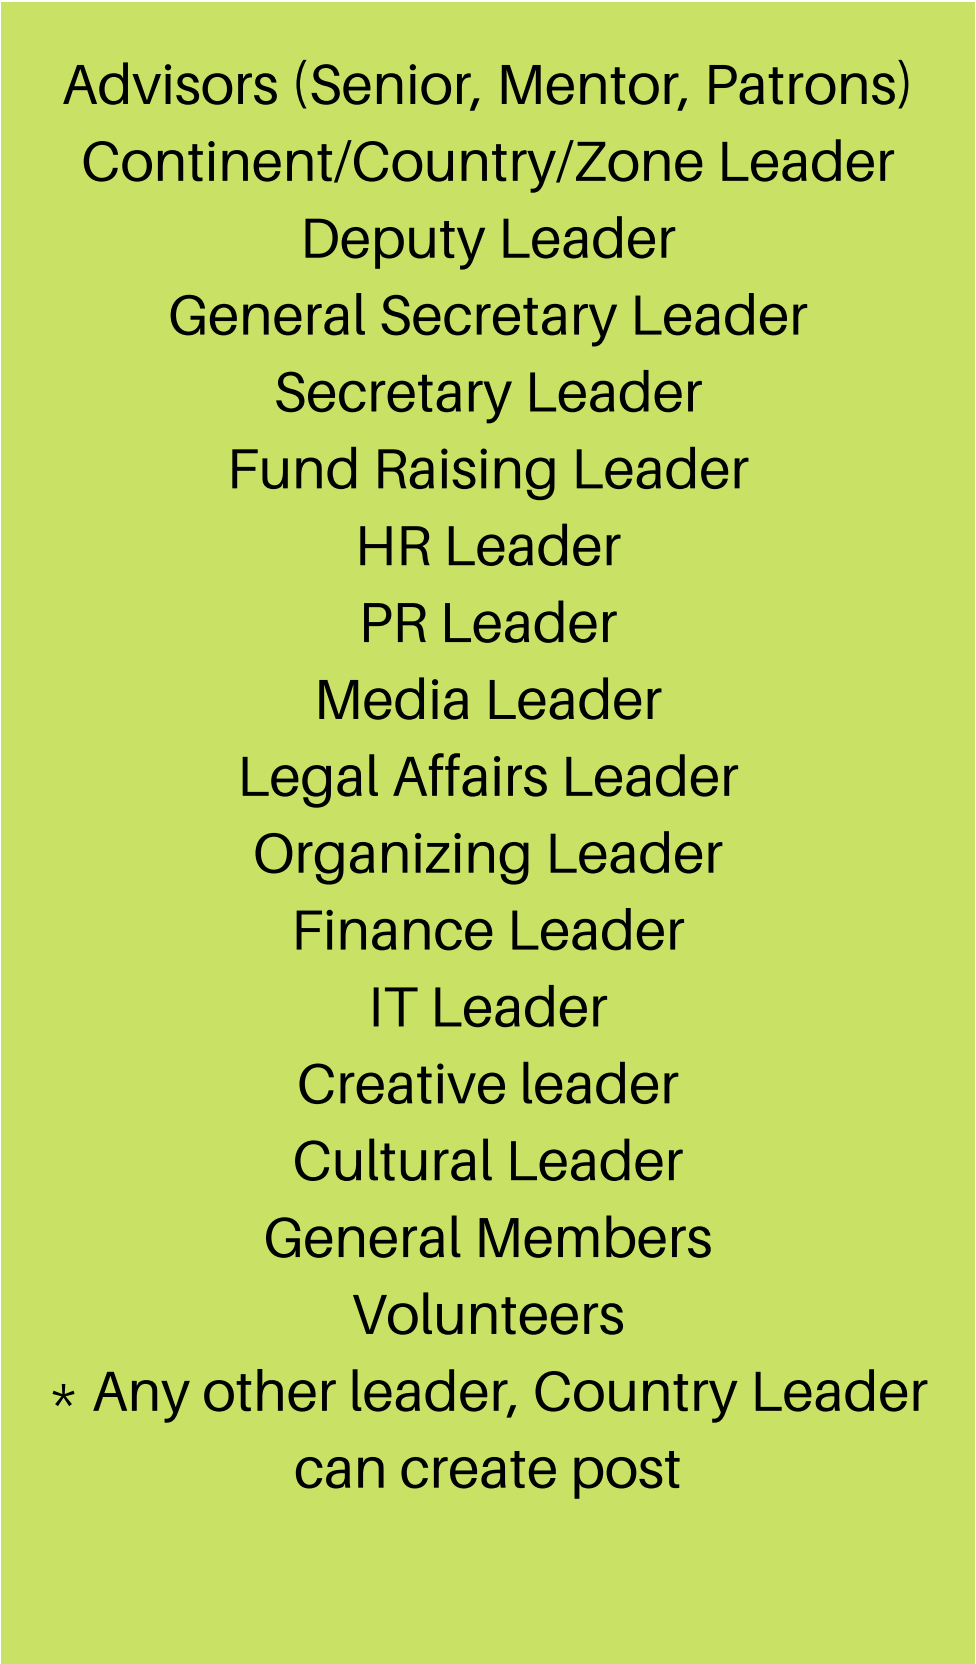 Advisors (Senior, Mentor, Patrons)
Continent/Country/Zone Leader
Deputy Leader
General Secretary Leader
Secretary Leader
Fund Raising Leader
HR Leader
PR Leader
Media Leader
Legal Affairs Leader
Organizing Leader
Finance Leader
IT Leader
Creative leader
Cultural Leader
General Members
Volunteers
* Any other leader, Country Leader
can create post